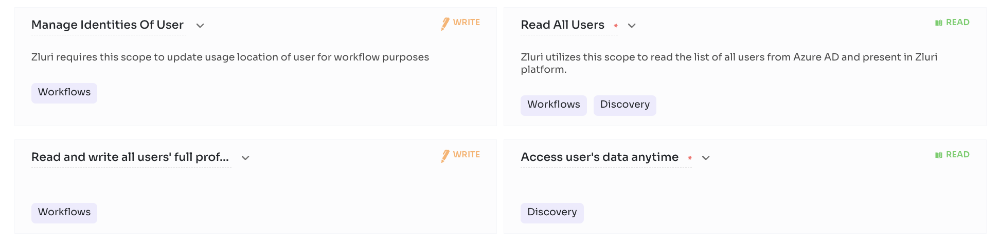 Manage Identities Of User
WRITE
Zluri requires this scope to update usage location of user for workflow purposes
Workflows
Read All Users *
READ
Zluri utilizes this scope to read the list of all users from Azure AD and present in Zluri
platform.
Workflows Discovery
Read and write all users' full prof...
WRITE
Workflows
Access user's data anytime *
READ
Discovery